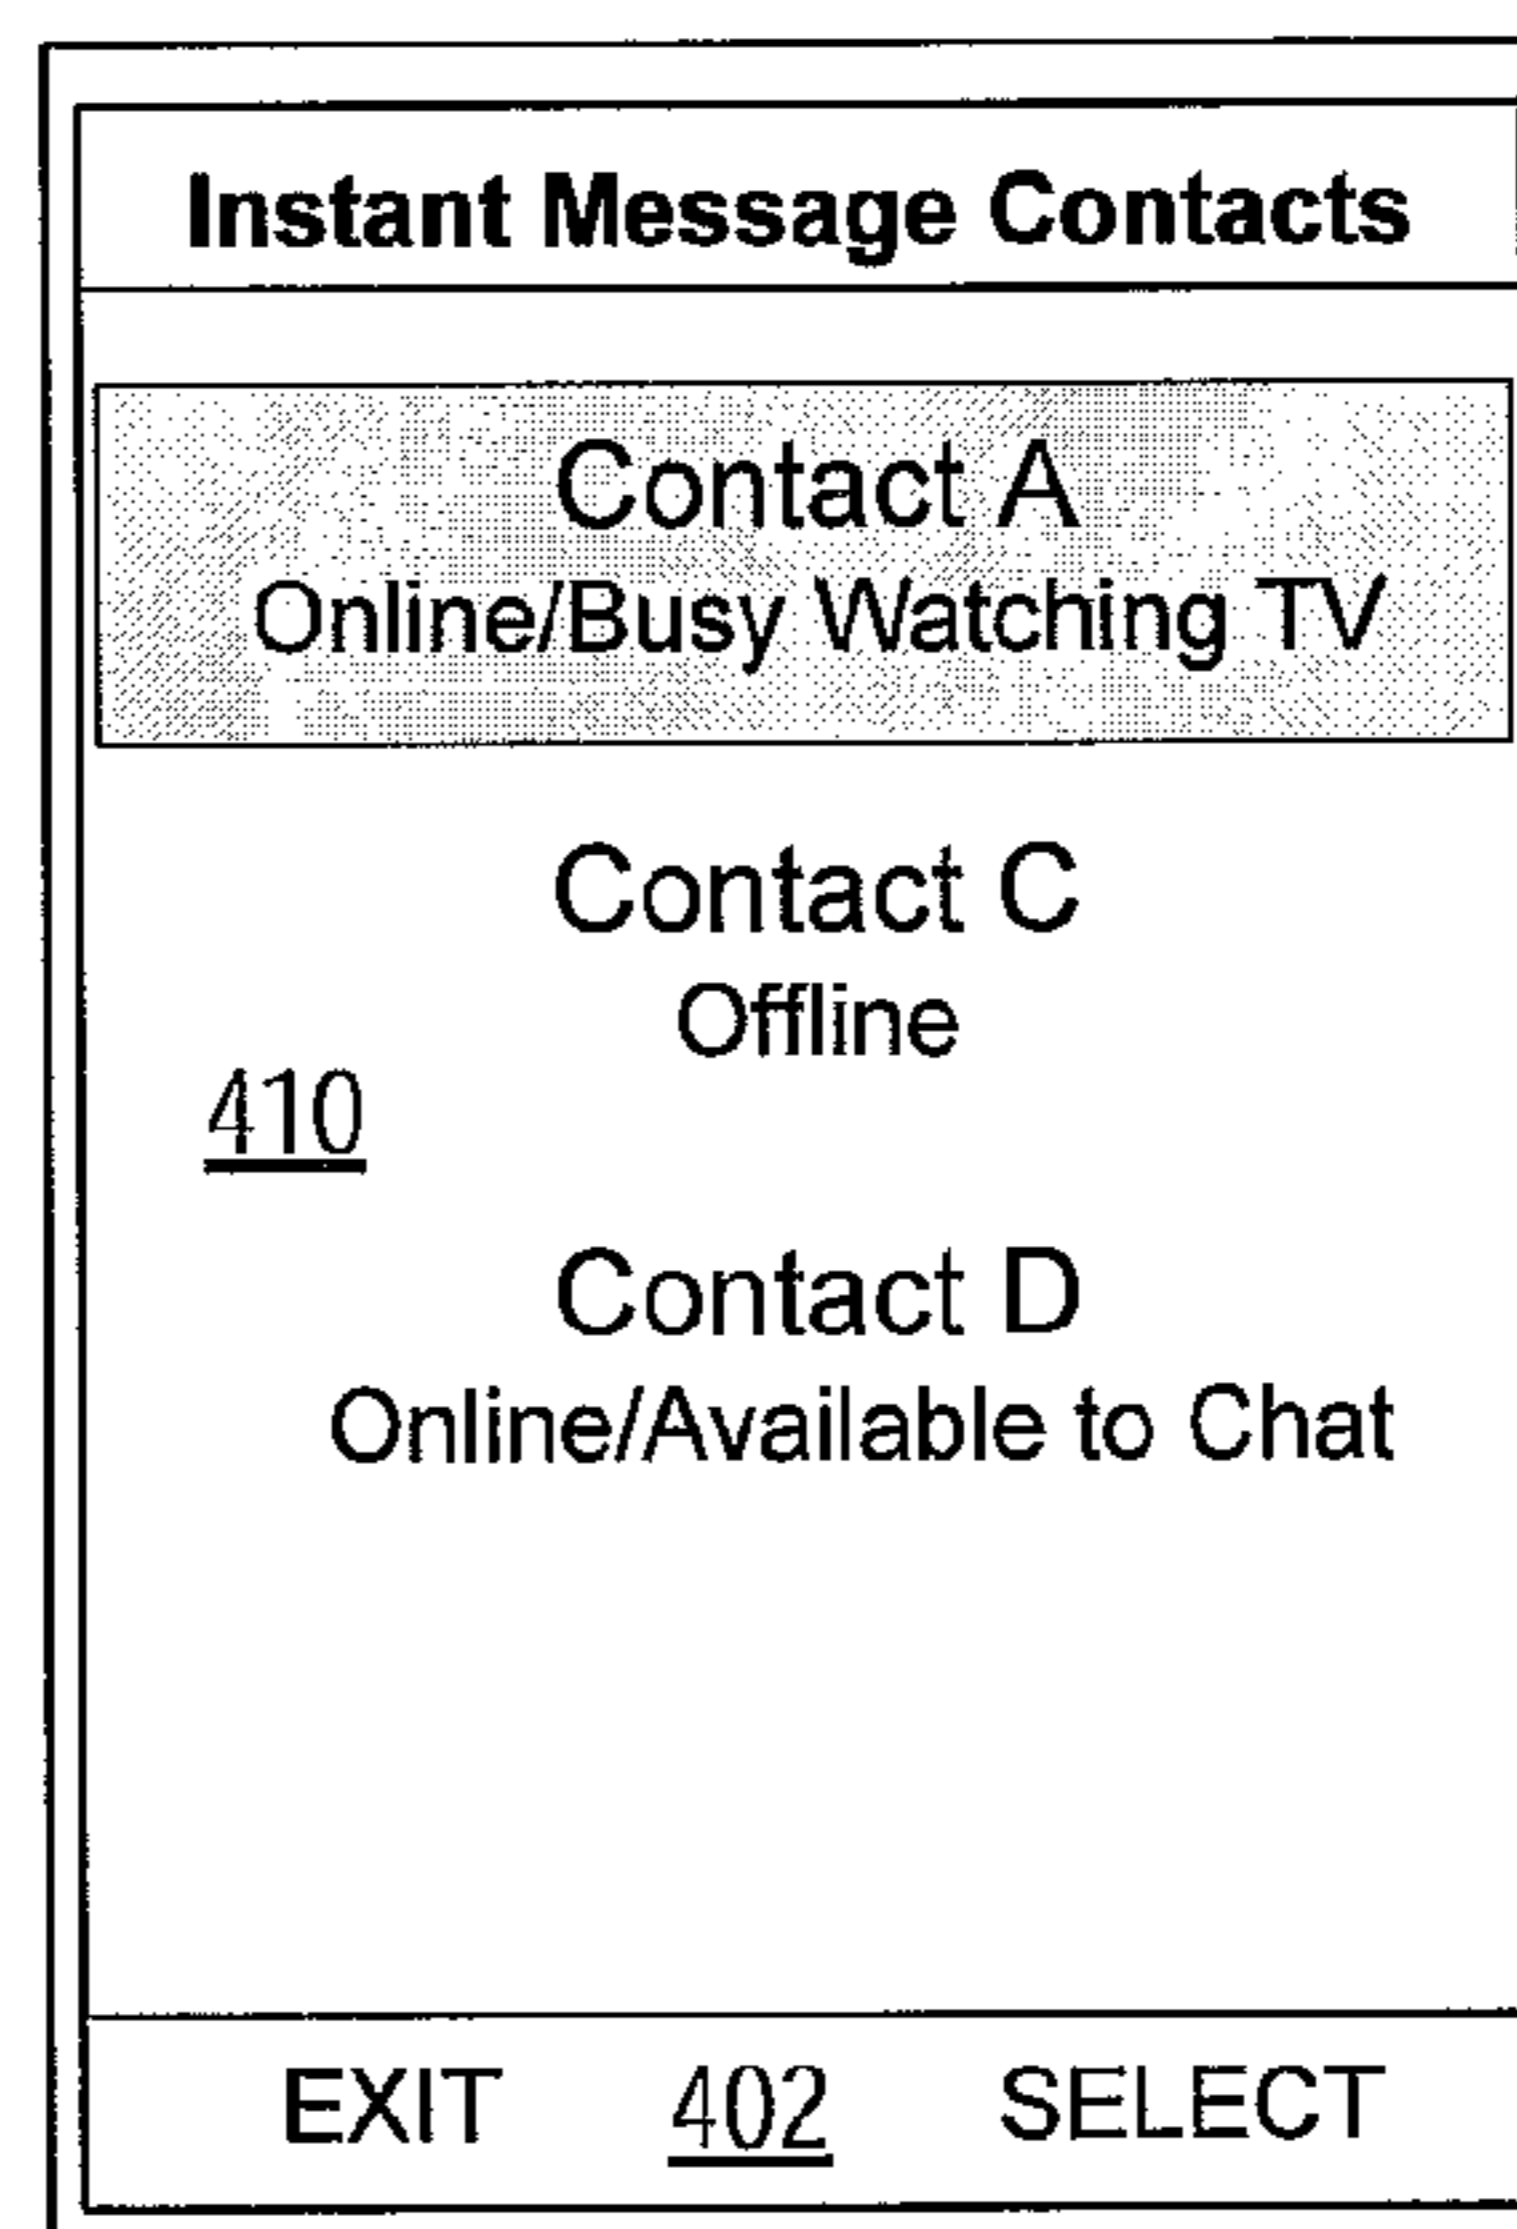 Instant Message Contacts
Contact A
Online/Busy Watching TV
Contact C
Offline
410
Contact D
Online/Available to Chat
EXIT 402 SELECT